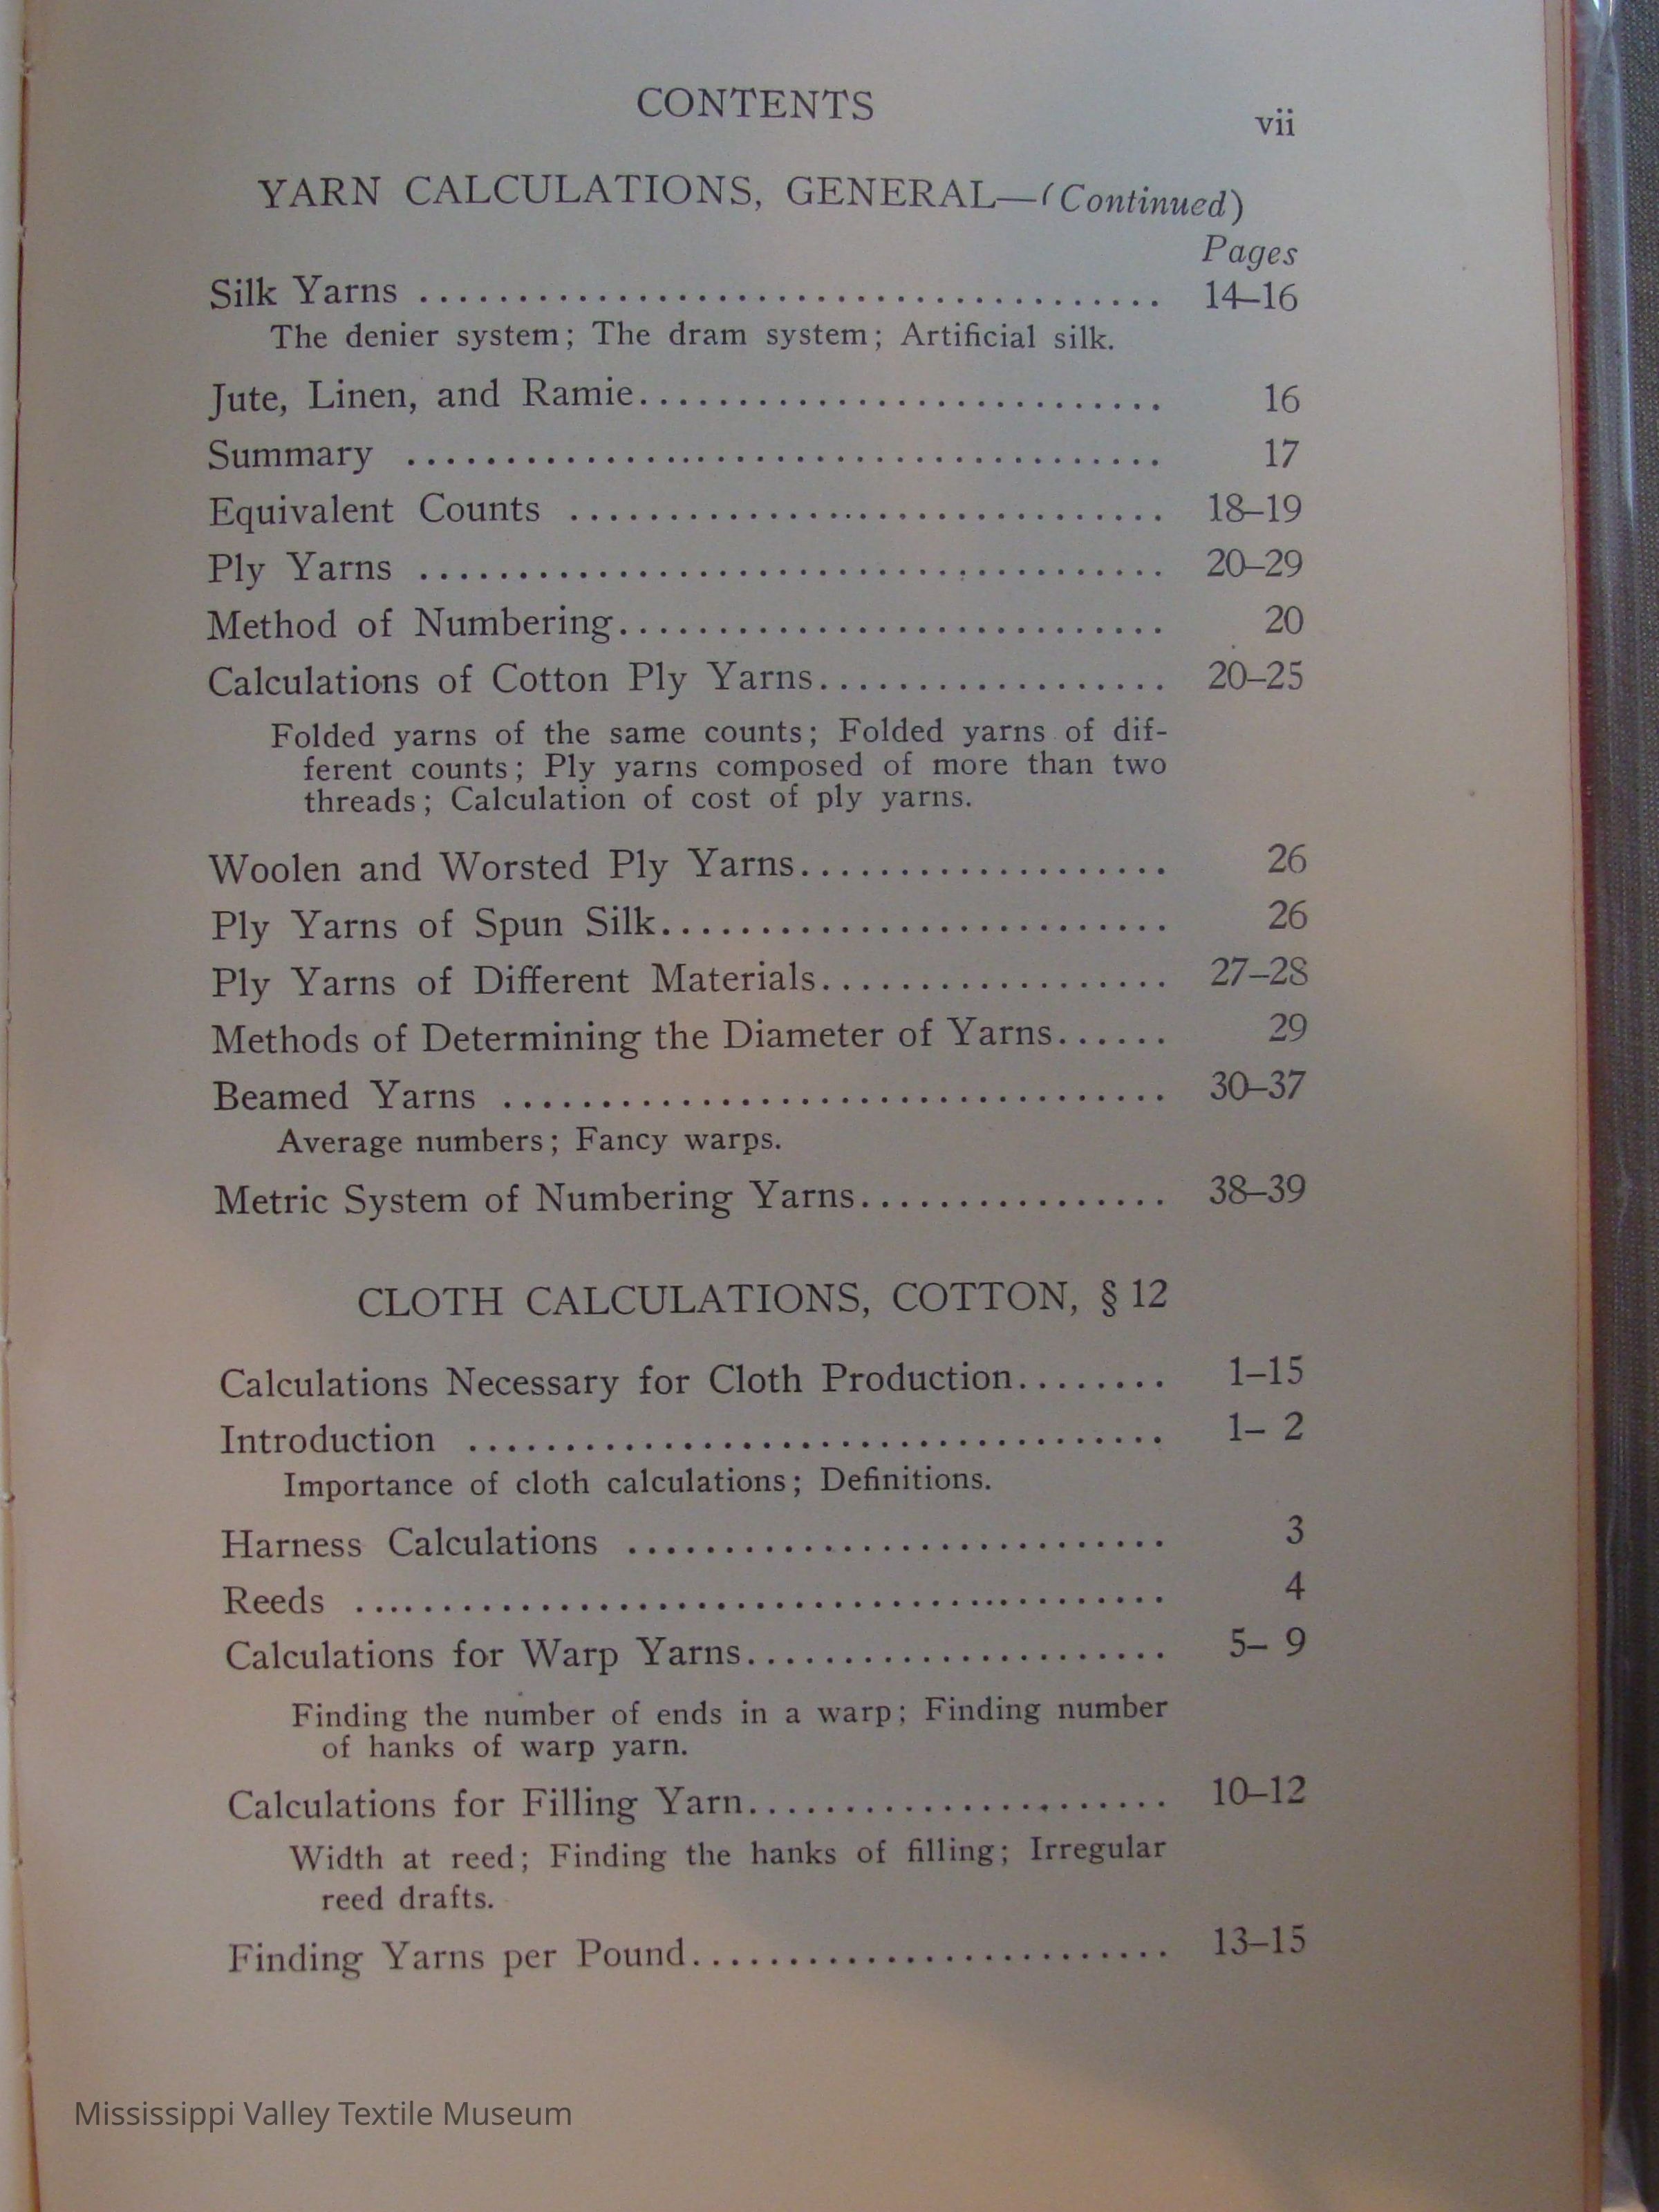 CONTENTS
vii
YARN CALCULATIONS, GENERAL—(Continued)
Pages
Silk Yarns ...................................... 14–16
The denier system; The dram system; Artificial silk.
Jute, Linen, and Ramie........................... 16
Summary ....................................... 17
Equivalent Counts .............................. 18–19
Ply Yarns ...................................... 20–29
Method of Numbering............................ 20
Calculations of Cotton Ply Yarns.................. 20–25
Folded yarns of the same counts; Folded yarns of dif-
ferent counts; Ply yarns composed of more than two
threads; Calculation of cost of ply yarns.
Woolen and Worsted Ply Yarns................... 26
Ply Yarns of Spun Silk.......................... 26
Ply Yarns of Different Materials.................. 27–28
Methods of Determining the Diameter of Yarns...... 29
Beamed Yarns .................................. 30–37
Average numbers; Fancy warps.
Metric System of Numbering Yarns................ 38–39
CLOTH CALCULATIONS, COTTON, § 12
Calculations Necessary for Cloth Production........ 1–15
Introduction .................................... 1– 2
Importance of cloth calculations; Definitions.
Harness Calculations ............................ 3
Reeds .......................................... 4
Calculations for Warp Yarns...................... 5– 9
Finding the number of ends in a warp; Finding number
of hanks of warp yarn.
Calculations for Filling Yarn...................... 10–12
Width at reed; Finding the hanks of filling; Irregular
reed drafts.
Finding Yarns per Pound......................... 13–15
Mississippi Valley Textile Museum